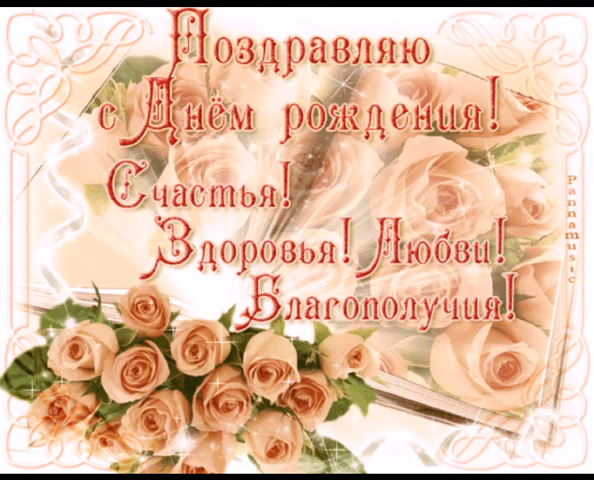 Поздравляю
с Днём рождения!
Счастья!
Здоровья! Любви!
Благополучия!
Pannamusic